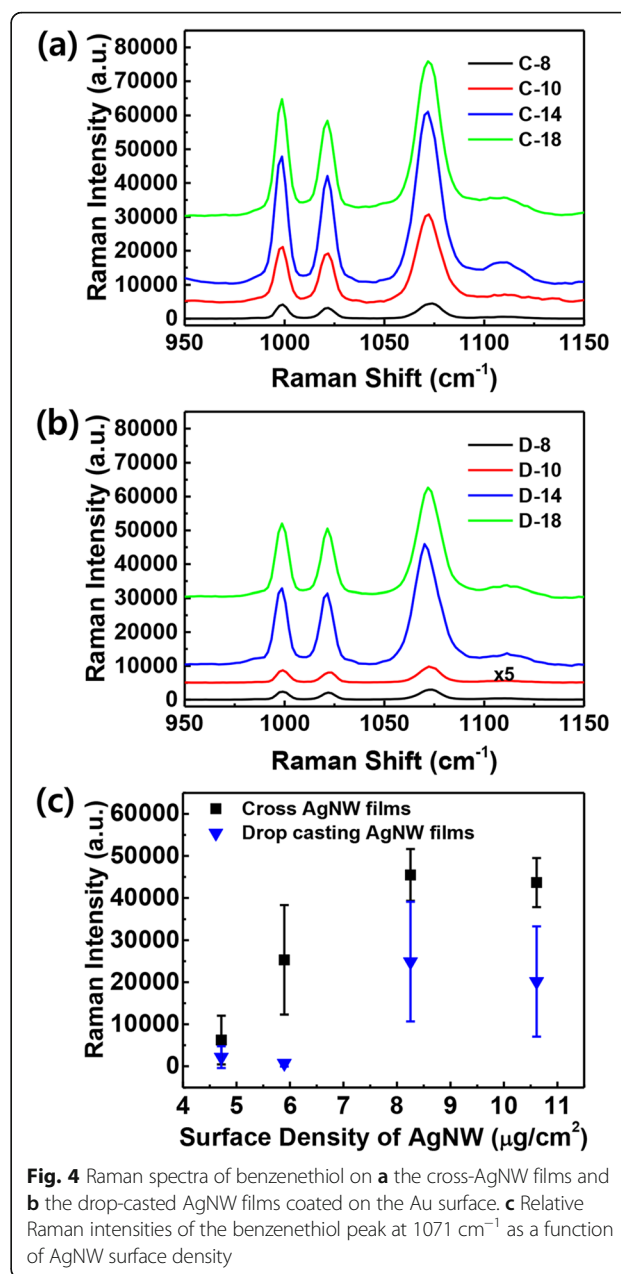 (a)
80000
70000
60000
50000
40000
30000
20000
10000
0
Raman Intensity (a.u.)
C-8
C-10
C-14
C-18
950 1000 1050 1100 1150
Raman Shift (cm⁻¹)
(b)
80000
70000
60000
50000
40000
30000
20000
10000
0
Raman Intensity (a.u.)
D-8
D-10
D-14
D-18
x5
950 1000 1050 1100 1150
Raman Shift (cm⁻¹)
(c)
60000
50000
40000
30000
20000
10000
0
Raman Intensity (a.u.)
Cross AgNW films
Drop casting AgNW films
4 5 6 7 8 9 10 11
Surface Density of AgNW (μg/cm²)
Fig. 4 Raman spectra of benzenethiol on a the cross-AgNW films and
b the drop-casted AgNW films coated on the Au surface. c Relative
Raman intensities of the benzenethiol peak at 1071 cm⁻¹ as a function
of AgNW surface density